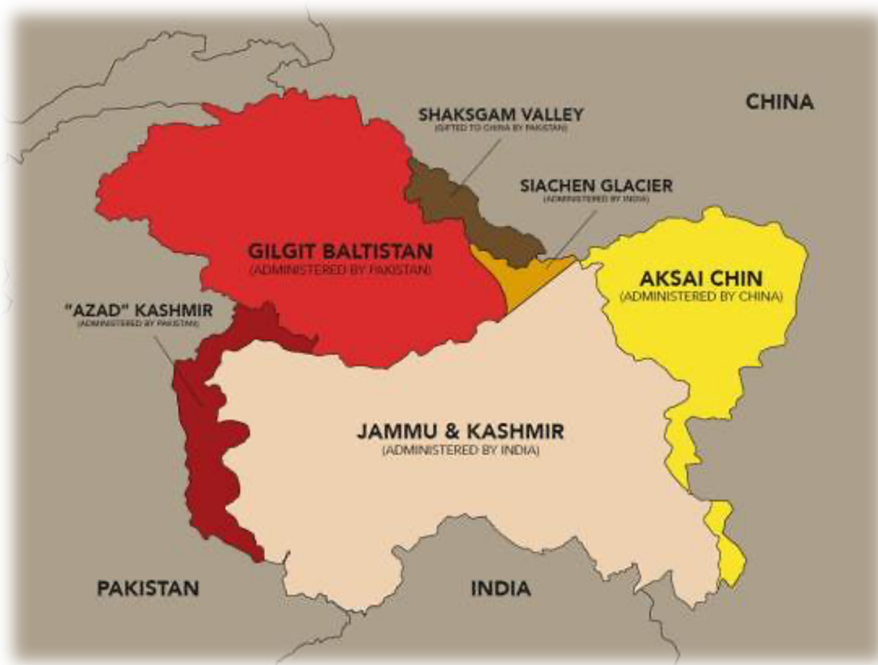 CHINA
SHAKSGAM VALLEY
(GIFTED TO CHINA BY PAKISTAN)
SIACHEN GLACIER
(ADMINISTERED BY INDIA)
GILGIT BALTISTAN
(ADMINISTERED BY PAKISTAN)
AKSAI CHIN
(ADMINISTERED BY CHINA)
"AZAD" KASHMIR
(ADMINISTERED BY PAKISTAN)
JAMMU & KASHMIR
(ADMINISTERED BY INDIA)
PAKISTAN
INDIA